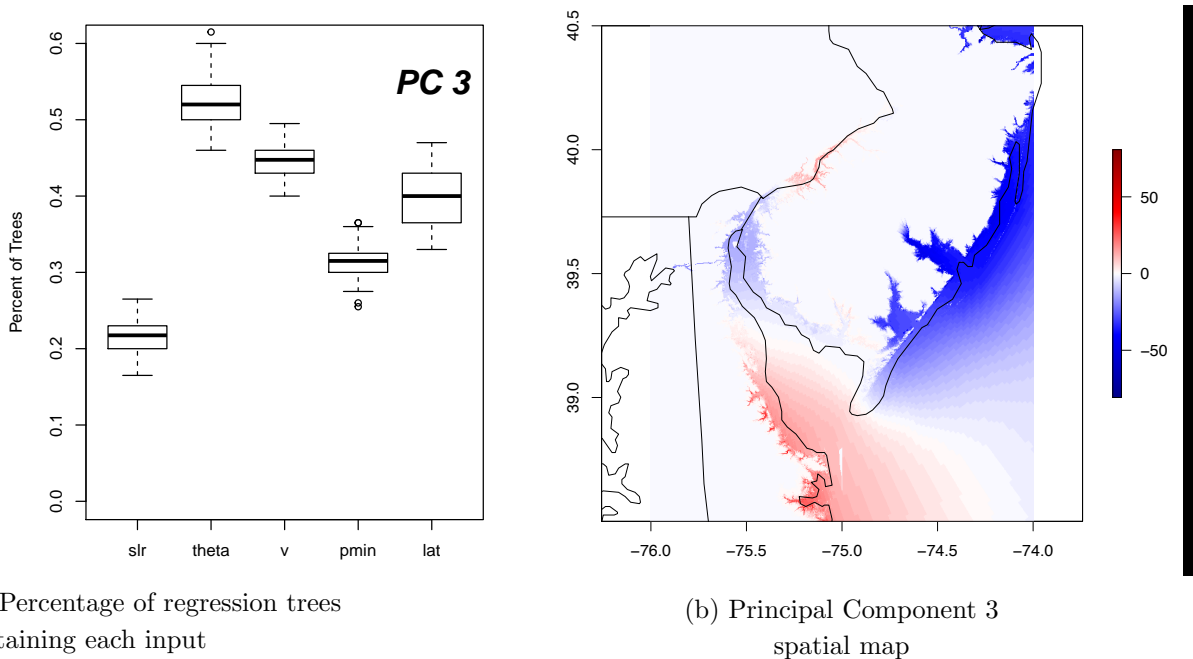 PC 3
Percent of Trees
0.6
0.5
0.4
0.3
0.2
0.1
0.0
slr theta v pmin lat
Percentage of regression trees
taining each input
40.5
40.0
39.5
39.0
−76.0 −75.5 −75.0 −74.5 −74.0
50
0
−50
(b) Principal Component 3
spatial map